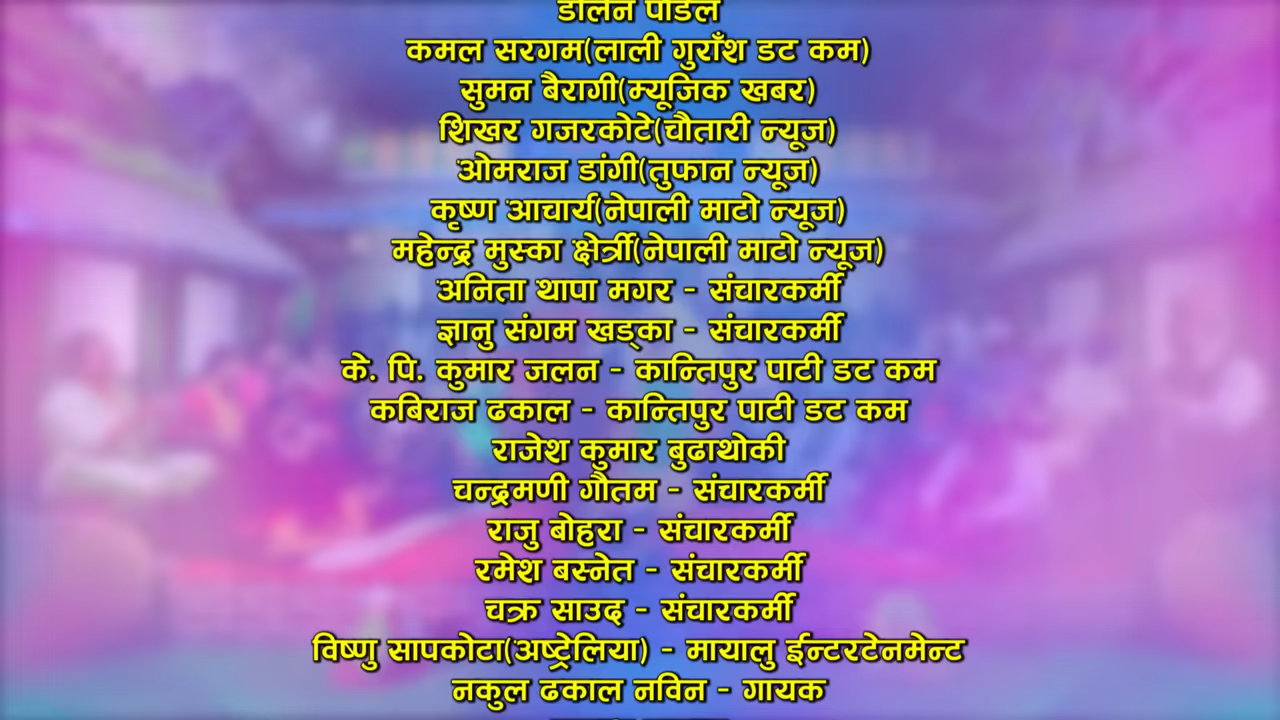 कमल सरगम(लाली गुराँश डट कम)
सुमन बैरागी(म्यूजिक खबर)
शिखर गजरकोटे(चौतारी न्यूज)
ओमराज डांगी(तुफान न्यूज)
कृष्ण आचार्य(नेपाली माटो न्यूज)
महेन्द्र मुस्का क्षेर्त्री(नेपाली माटो न्यूज)
अनिता थापा मगर - संचारकर्मी
ज्ञानु संगम खड्का - संचारकर्मी
के. पि. कुमार जलन - कान्तिपुर पाटी डट कम
कबिराज ढकाल - कान्तिपुर पाटी डट कम
राजेश कुमार बुढाथोकी
चन्द्रमणी गौतम - संचारकर्मी
राजु बोहरा - संचारकर्मी
रमेश बस्नेत - संचारकर्मी
चक्र साउद - संचारकर्मी
विष्णु सापकोटा(अष्ट्रेलिया) - मायालु ईन्टरटेनमेन्ट
नकुल ढकाल नविन - गायक